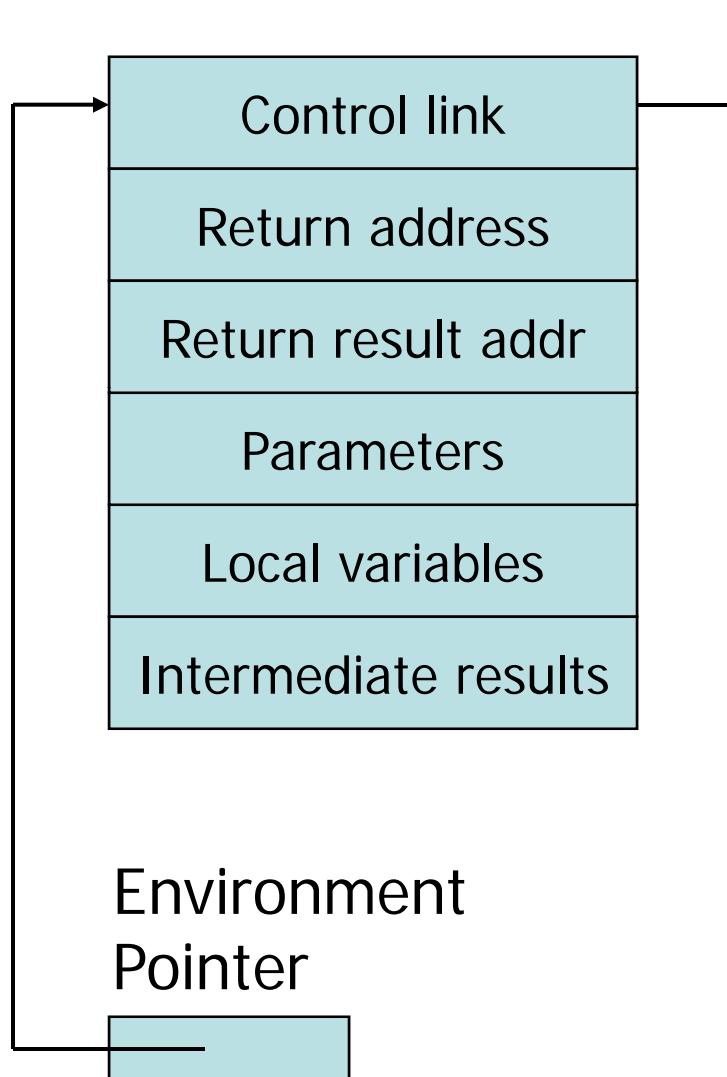 Control link
Return address
Return result addr
Parameters
Local variables
Intermediate results
Environment
Pointer